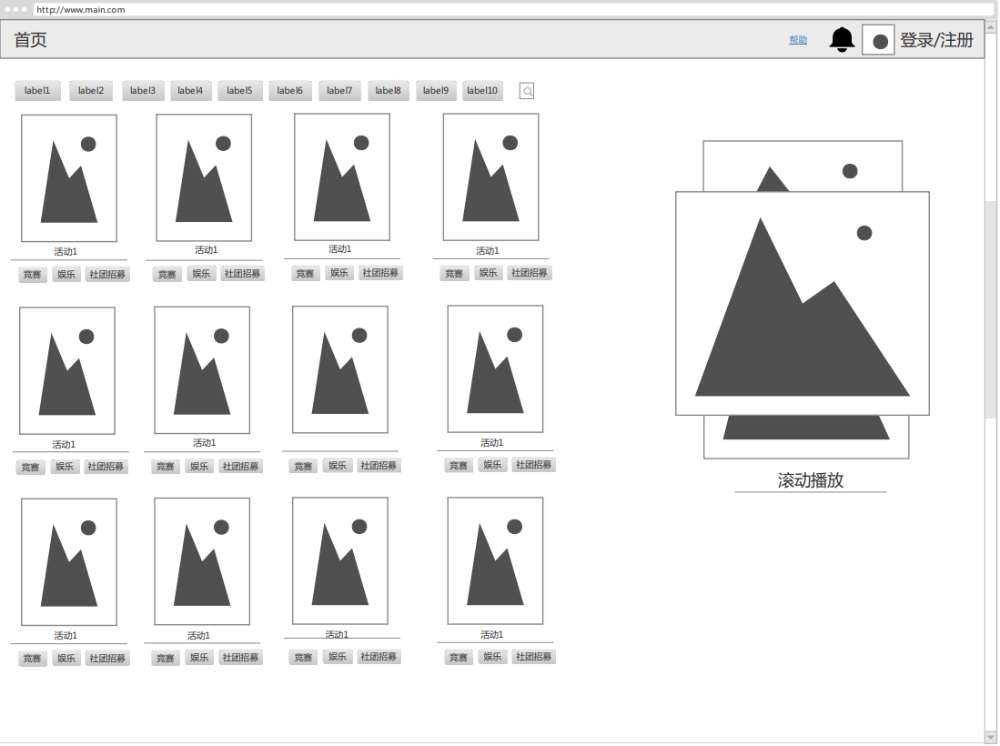 http://www.main.com
首页 帮助 登录/注册
label1 label2 label3 label4 label5 label6 label7 label8 label9 label10
活动1 活动1 活动1 活动1
竞赛 娱乐 社团招募 竞赛 娱乐 社团招募 竞赛 娱乐 社团招募 竞赛 娱乐 社团招募
活动1 活动1 活动1
竞赛 娱乐 社团招募 竞赛 娱乐 社团招募 竞赛 娱乐 社团招募 竞赛 娱乐 社团招募
滚动播放
活动1 活动1 活动1 活动1
竞赛 娱乐 社团招募 竞赛 娱乐 社团招募 竞赛 娱乐 社团招募 竞赛 娱乐 社团招募